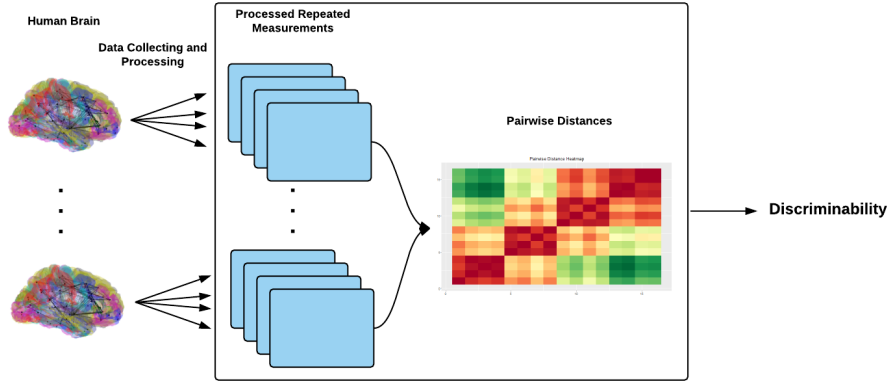 Human Brain
Data Collecting and
Processing
Processed Repeated
Measurements
Pairwise Distances
Pairwise Distance Heatmap
Discriminability